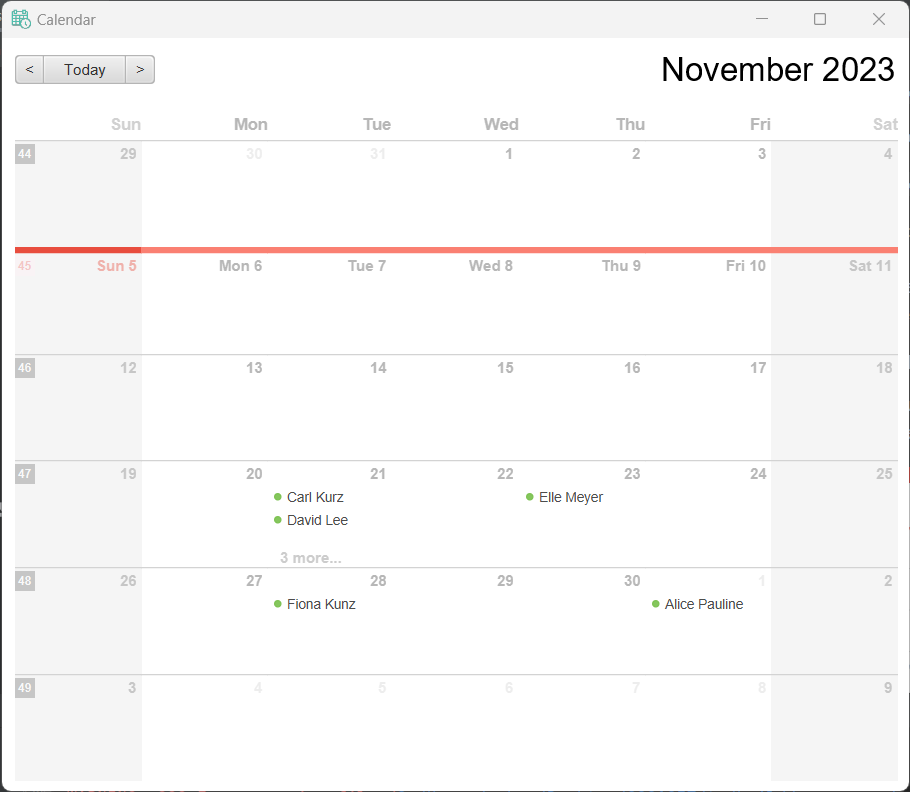 Calendar
< Today >
November 2023
Sun Mon Tue Wed Thu Fri Sat
44 29 30 31 1 2 3 4
45 Sun 5 Mon 6 Tue 7 Wed 8 Thu 9 Fri 10 Sat 11
46 12 13 14 15 16 17 18
47 19 20 21 22 23 24 25
Carl Kurz Elle Meyer
David Lee
3 more...
48 26 27 28 29 30 1 2
Fiona Kunz Alice Pauline
49 3 4 5 6 7 8 9